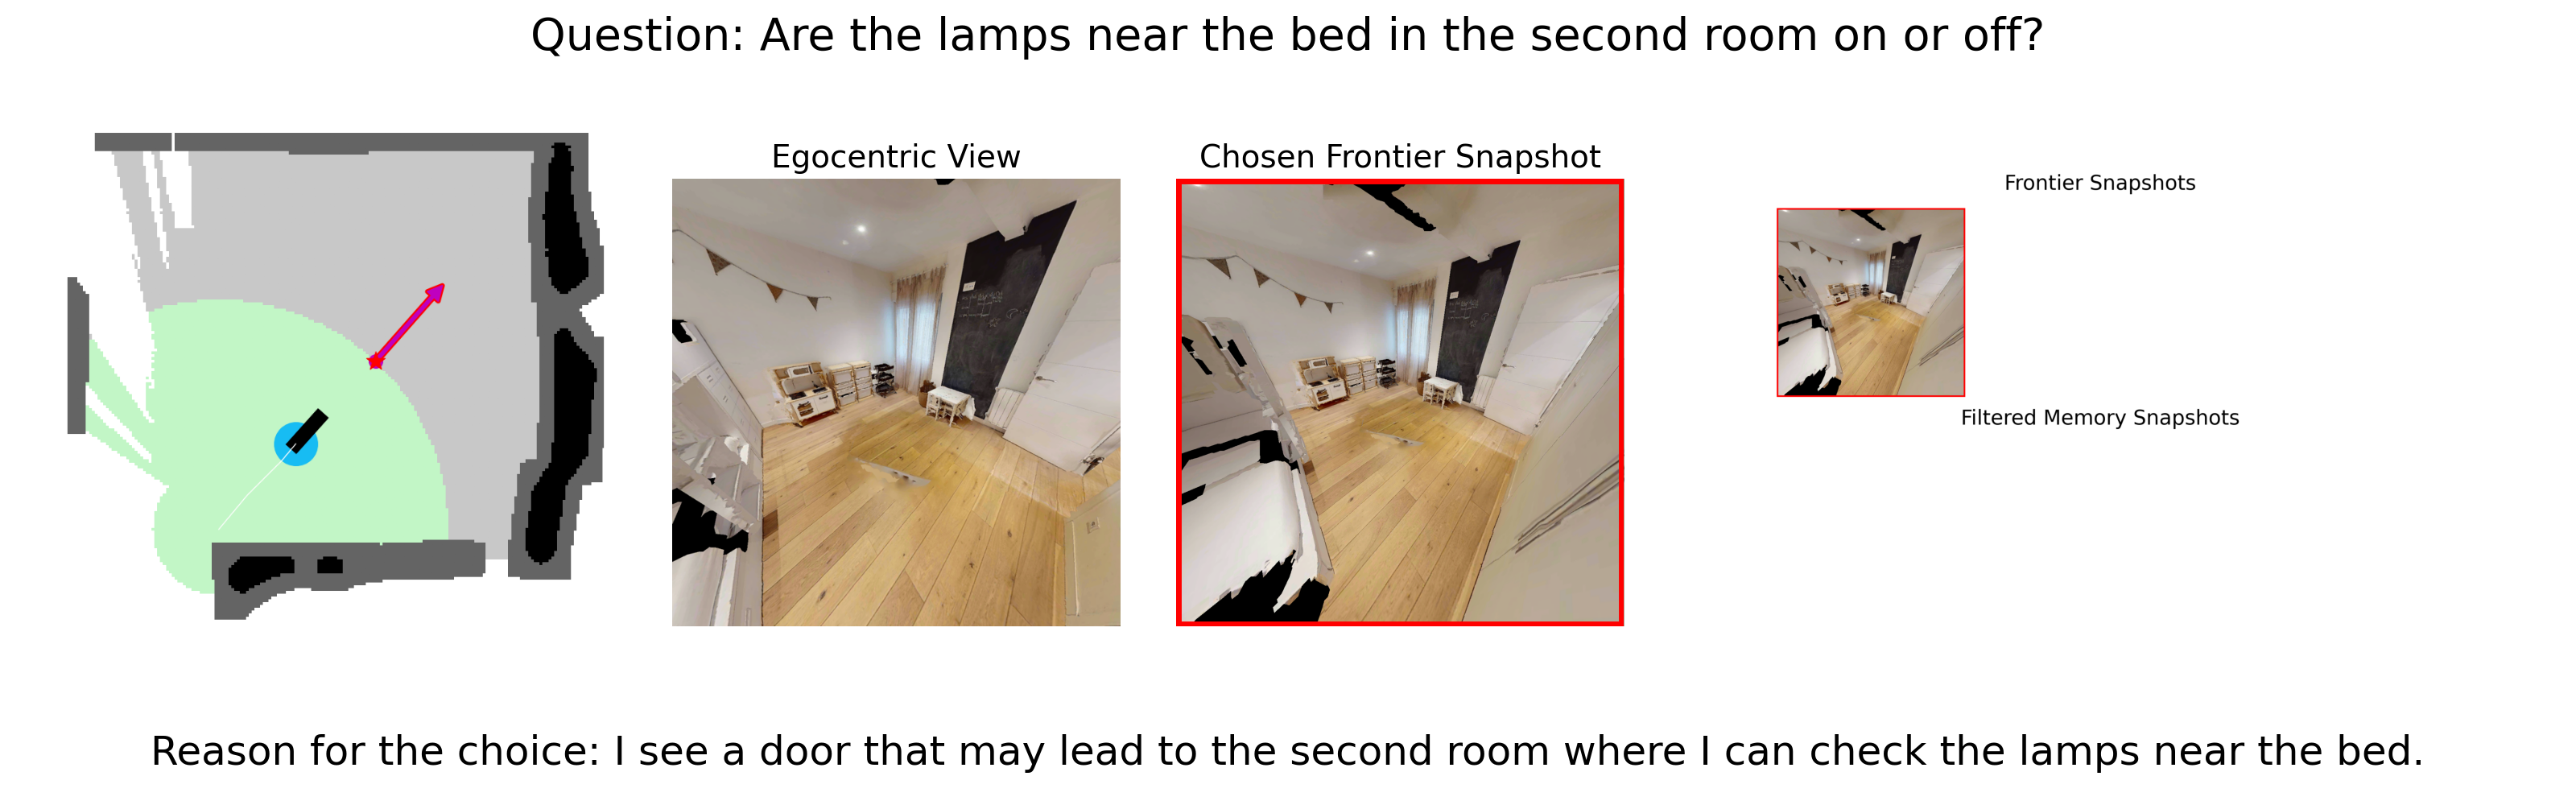 Question: Are the lamps near the bed in the second room on or off?
Egocentric View
Chosen Frontier Snapshot
Frontier Snapshots
Filtered Memory Snapshots
Reason for the choice: I see a door that may lead to the second room where I can check the lamps near the bed.